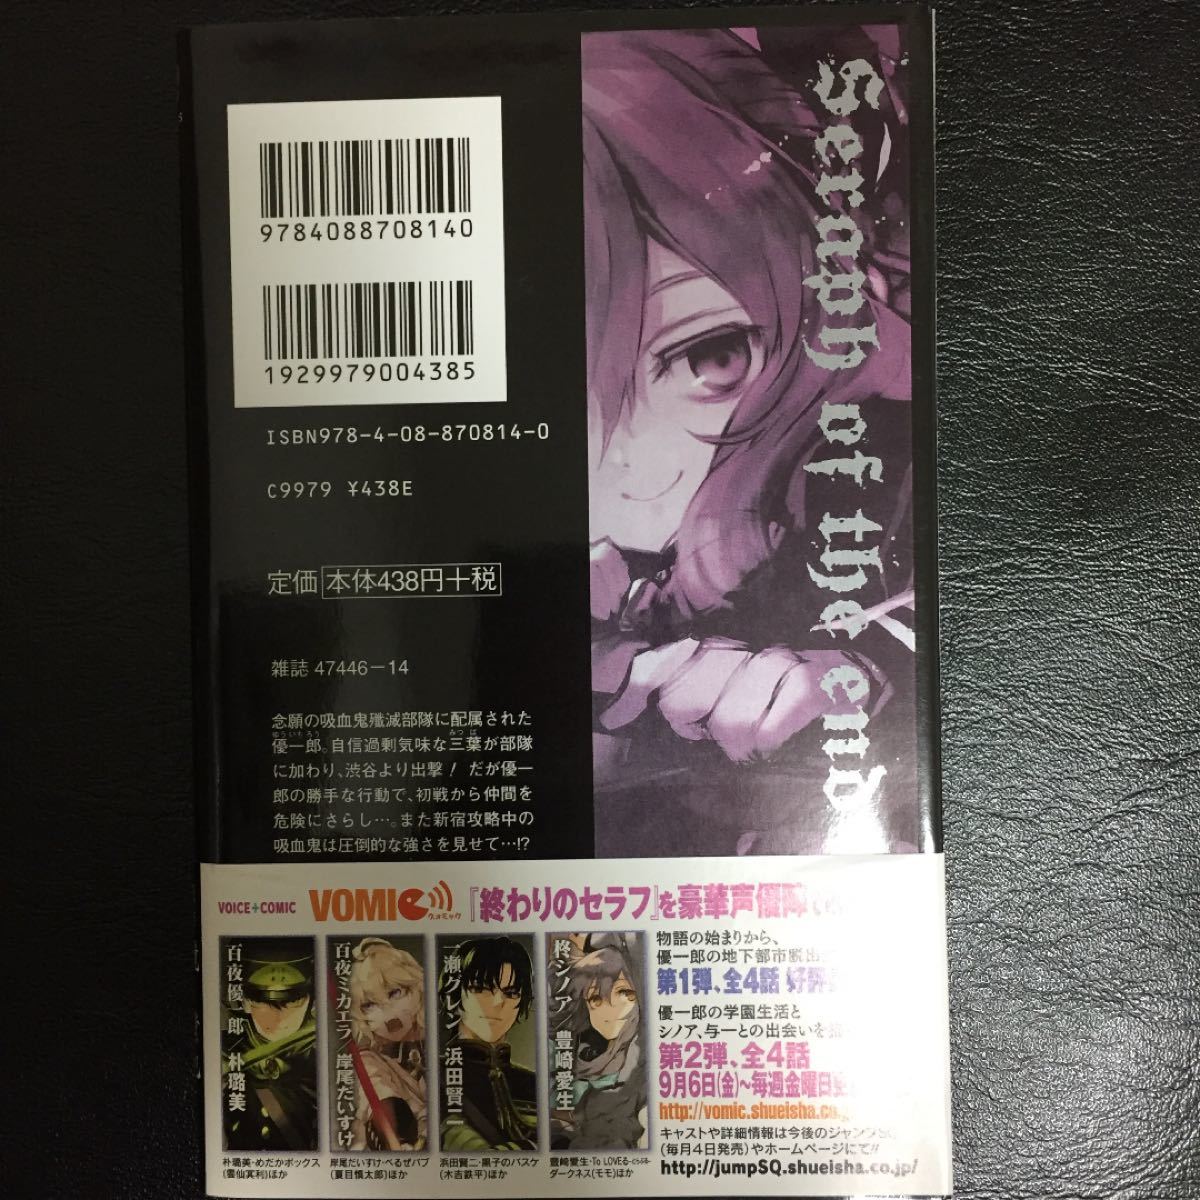 9784088708140
1929979004385
ISBN978-4-08-870814-0
C9979 ¥438E
定価 本体438円+税
雑誌 47446-14
念願の吸血鬼殲滅部隊に配属された
優一郎。自信過剰気味な三葉が部隊
に加わり、渋谷より出撃! だが優一
郎の勝手な行動で、初戦から仲間を
危険にさらし…。また新宿攻略中の
吸血鬼は圧倒的な強さを見せて…!?
Seraph of the end
VOICE+COMIC VOMIC ヴォミック 『終わりのセラフ』を豪華声優陣で
百夜優一郎/朴璐美
百夜ミカエラ/岸尾だいすけ
一瀬グレン/浜田賢二
柊シノア/豊崎愛生
朴璐美・めだかボックス
(雲仙冥利)ほか
岸尾だいすけ・べるぜバブ
(夏目慎太郎)ほか
浜田賢二・黒子のバスケ
(木吉鉄平)ほか
豊崎愛生・To LOVEる-とらぶる-
ダークネス(モモ)ほか
物語の始まりから、
優一郎の地下都市脱出
第1弾、全4話 好評
優一郎の学園生活と
シノア、与一との出会いを
第2弾、全4話
9月6日(金)~毎週金曜日
http://vomic.shueisha.co
キャストや詳細情報は今後のジャンプSQ
(毎月4日発売)やホームページにて!!
http://jumpSQ.shueisha.co.jp/